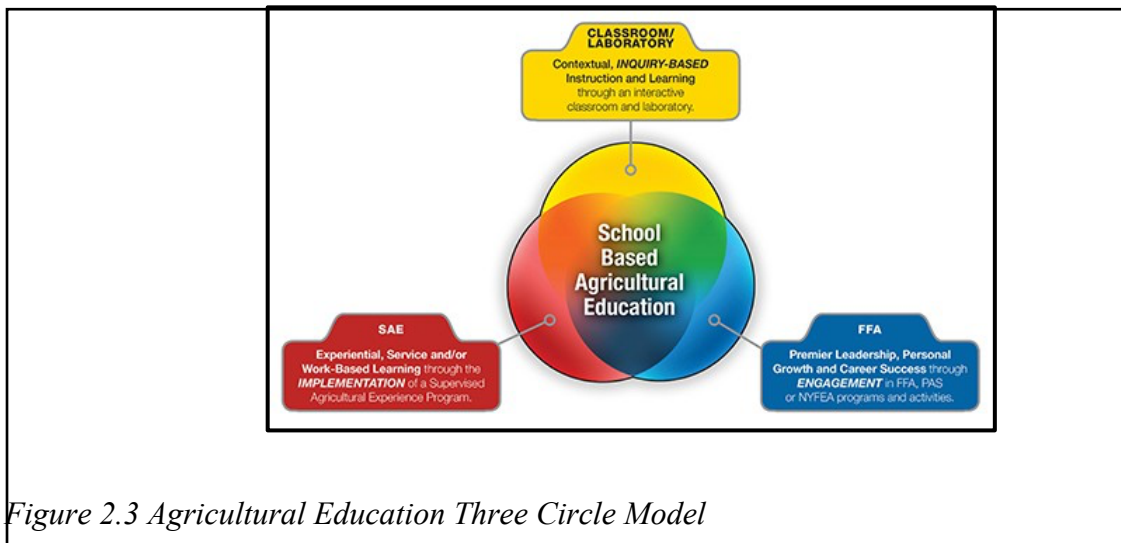 CLASSROOM/
LABORATORY
Contextual, INQUIRY-BASED
Instruction and Learning
through an interactive
classroom and laboratory.
School
Based
Agricultural
Education
SAE
Experiential, Service and/or
Work-Based Learning through the
IMPLEMENTATION of a Supervised
Agricultural Experience Program.
FFA
Premier Leadership, Personal
Growth and Career Success through
ENGAGEMENT in FFA, PAS
or NYFEA programs and activities.
Figure 2.3 Agricultural Education Three Circle Model